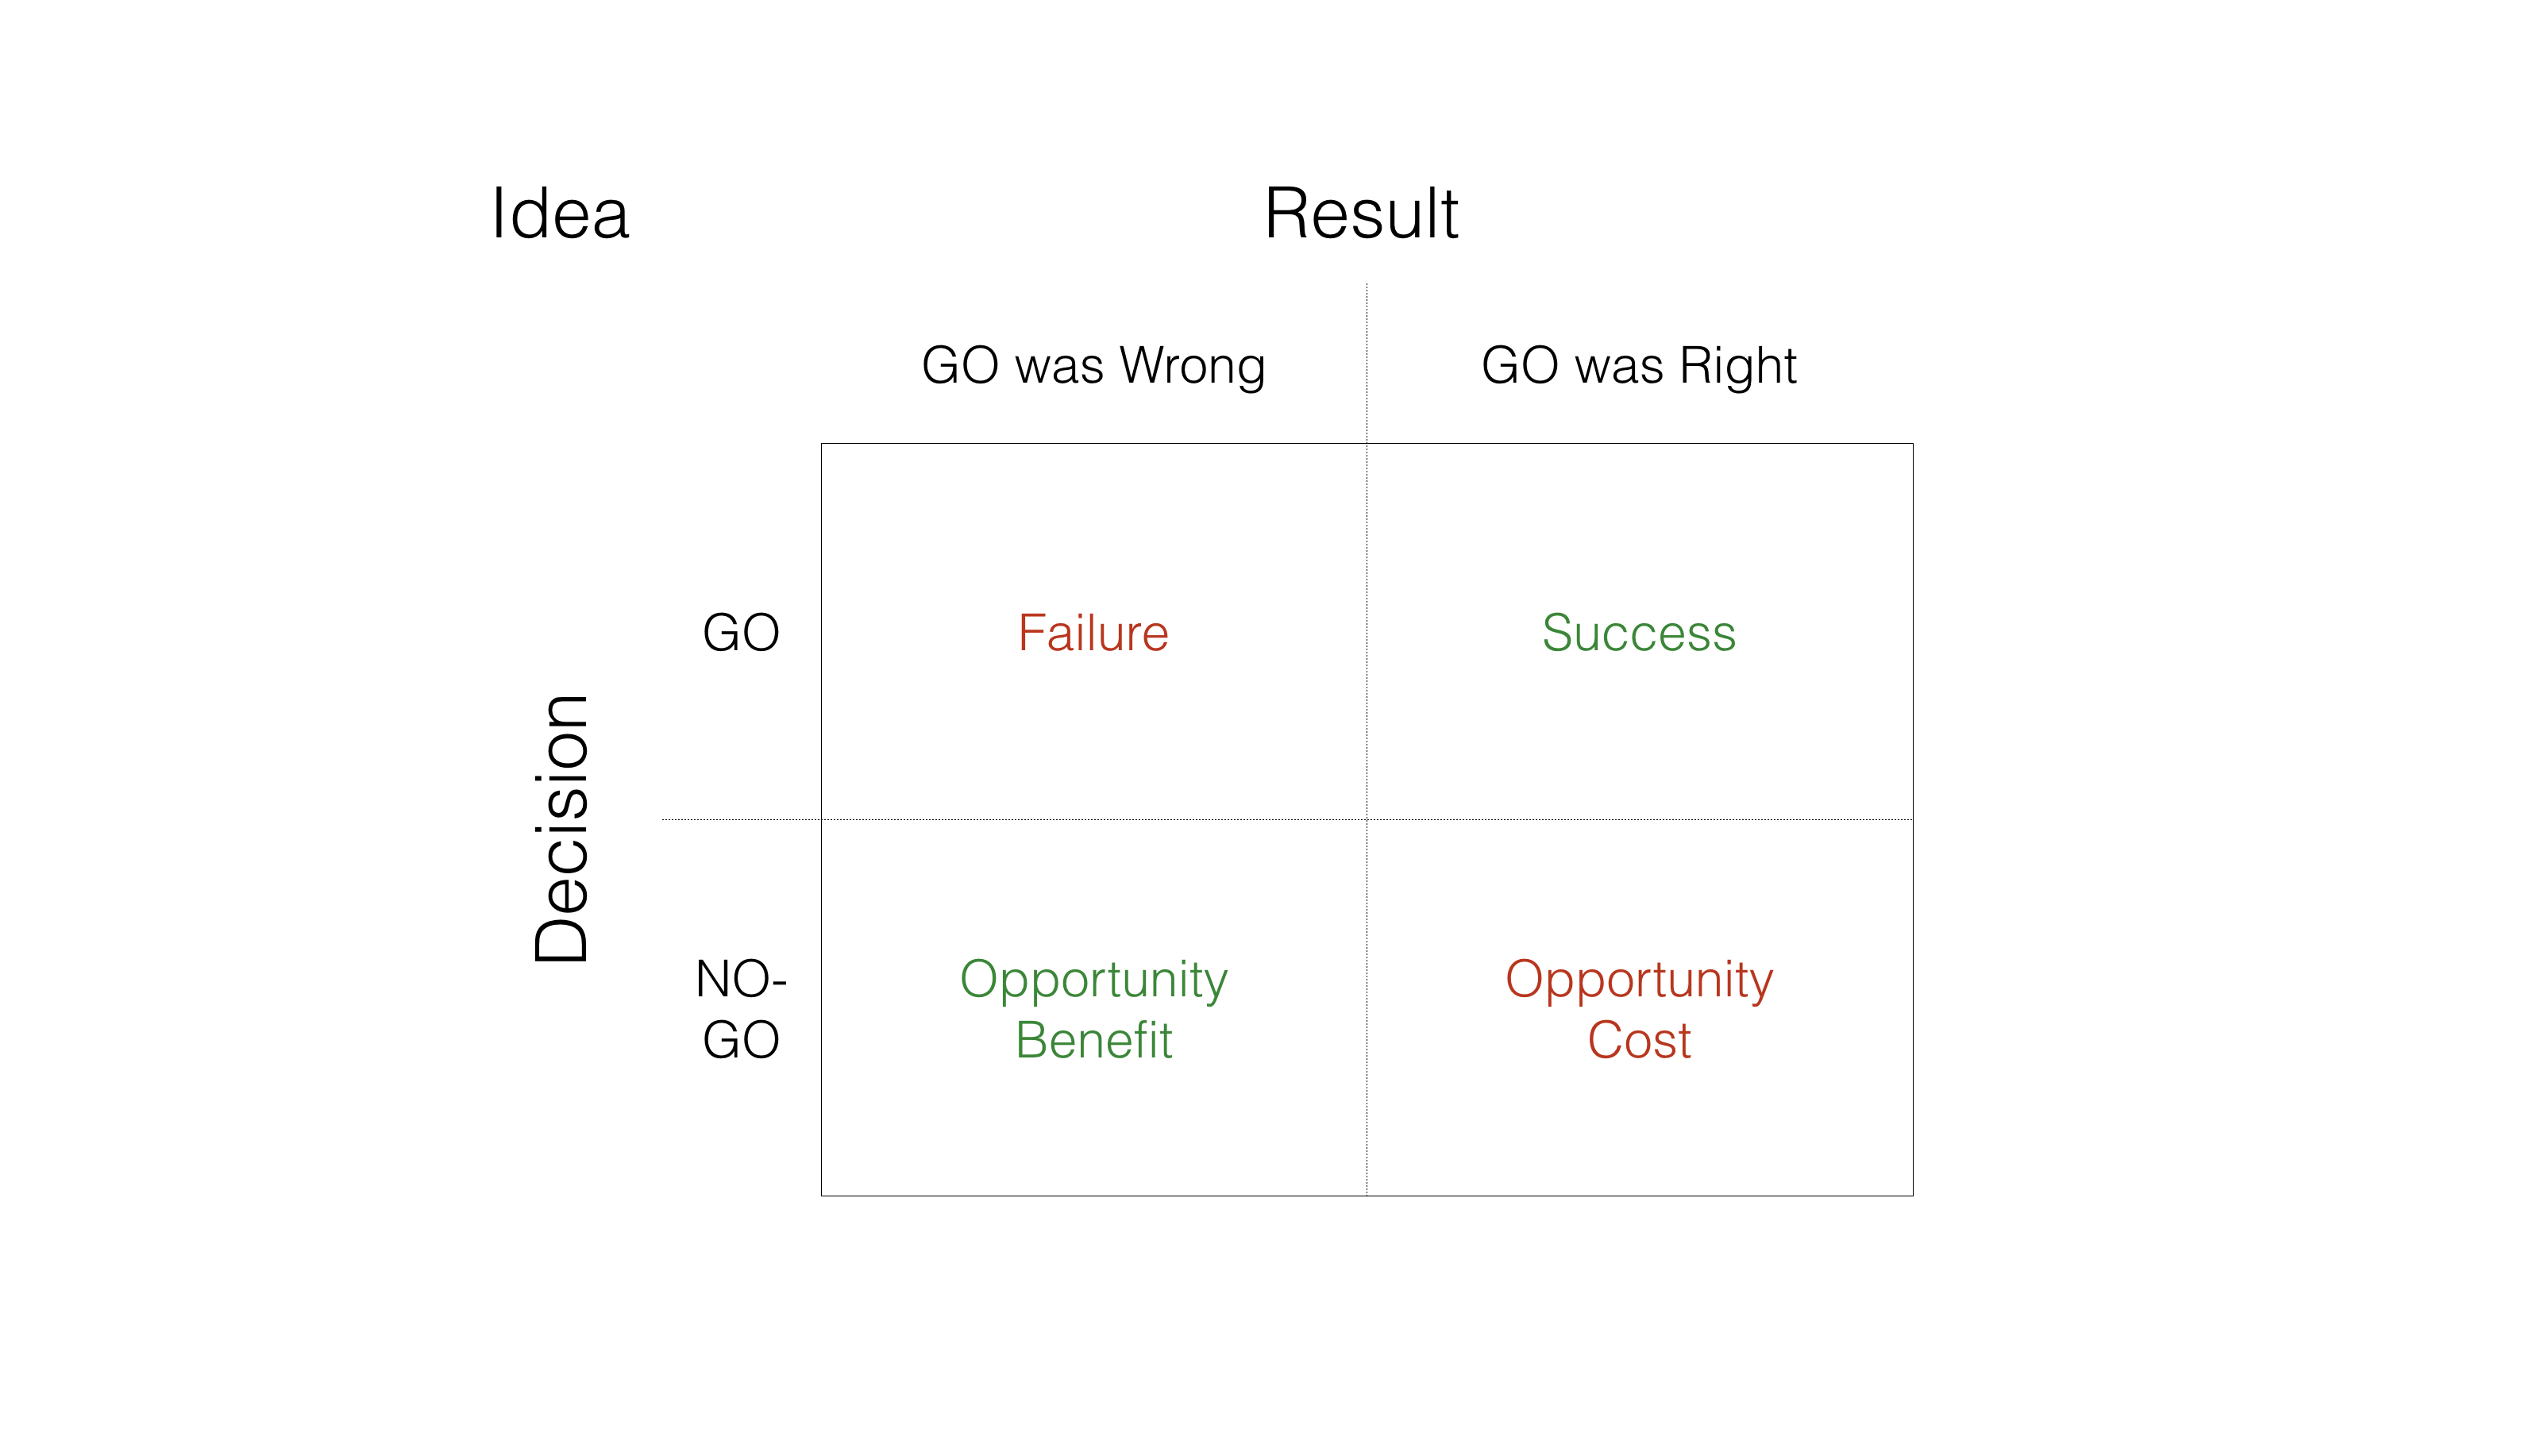 Idea
Result
GO was Wrong
GO was Right
Decision
GO
Failure
Success
NO-
GO
Opportunity
Benefit
Opportunity
Cost